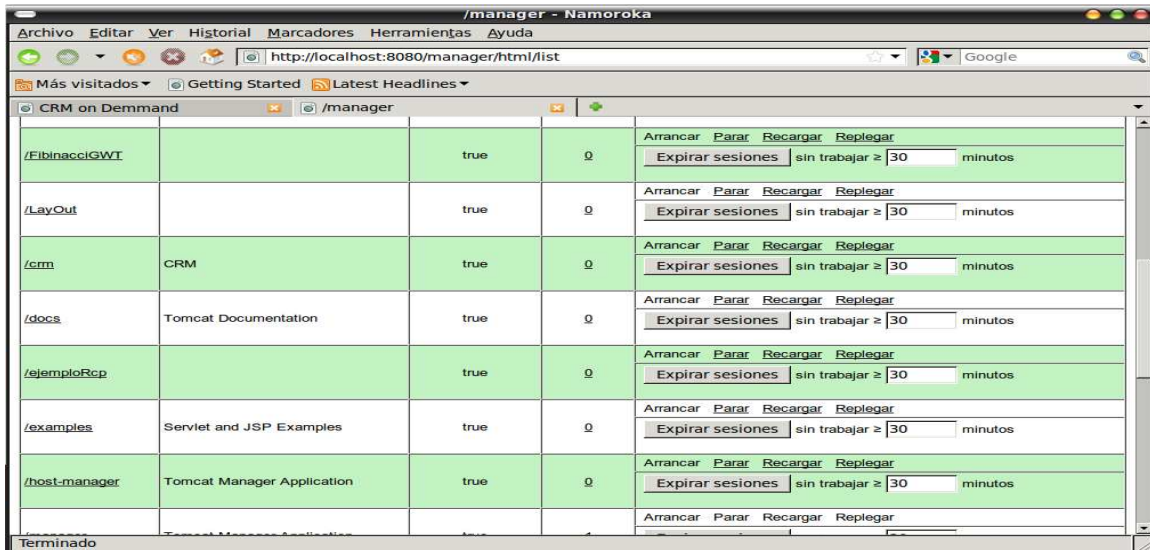 /manager - Namoroka
Archivo Editar Ver Historial Marcadores Herramientas Ayuda
http://localhost:8080/manager/html/list
Google
Más visitados Getting Started Latest Headlines
CRM on Demmand /manager
Arrancar Parar Recargar Replegar
/FibinacciGWT true 0
Expirar sesiones sin trabajar ≥ 30 minutos
Arrancar Parar Recargar Replegar
/LayOut true 0
Expirar sesiones sin trabajar ≥ 30 minutos
Arrancar Parar Recargar Replegar
/crm CRM true 0
Expirar sesiones sin trabajar ≥ 30 minutos
Arrancar Parar Recargar Replegar
/docs Tomcat Documentation true 0
Expirar sesiones sin trabajar ≥ 30 minutos
Arrancar Parar Recargar Replegar
/ejemploRcp true 0
Expirar sesiones sin trabajar ≥ 30 minutos
Arrancar Parar Recargar Replegar
/examples Servlet and JSP Examples true 0
Expirar sesiones sin trabajar ≥ 30 minutos
Arrancar Parar Recargar Replegar
/host-manager Tomcat Manager Application true 0
Expirar sesiones sin trabajar ≥ 30 minutos
Arrancar Parar Recargar Replegar
Terminado